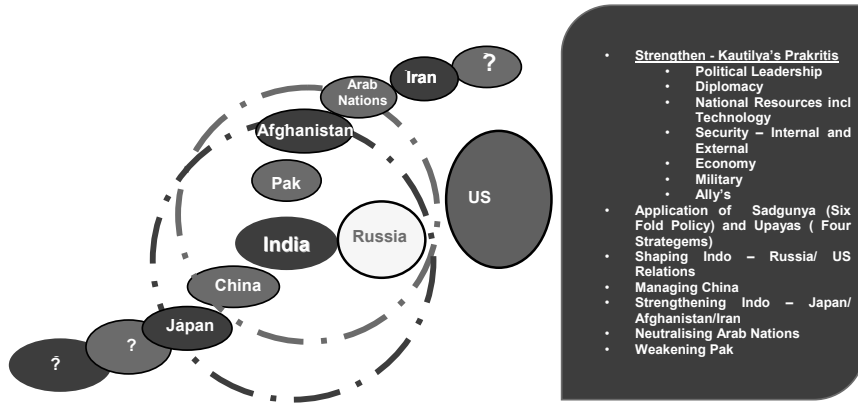 ?
Iran
Arab
Nations
Afghanistan
Pak
US
India
Russia
China
Japan
?
?
• Strengthen - Kautilya's Prakritis
• Political Leadership
• Diplomacy
• National Resources incl
Technology
• Security – Internal and
External
• Economy
• Military
• Ally's
• Application of Sadgunya (Six
Fold Policy) and Upayas ( Four
Strategems)
• Shaping Indo – Russia/ US
Relations
• Managing China
• Strengthening Indo – Japan/
Afghanistan/Iran
• Neutralising Arab Nations
• Weakening Pak